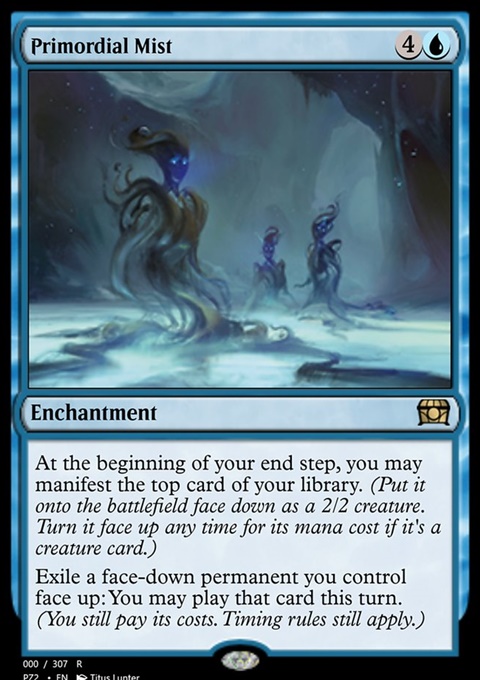 Primordial Mist 4
Enchantment
At the beginning of your end step, you may
manifest the top card of your library. (Put it
onto the battlefield face down as a 2/2 creature.
Turn it face up any time for its mana cost if it's a
creature card.)
Exile a face-down permanent you control
face up: You may play that card this turn.
(You still pay its costs. Timing rules still apply.)
000 / 307 R
PZ2 • EN Titus Lunter